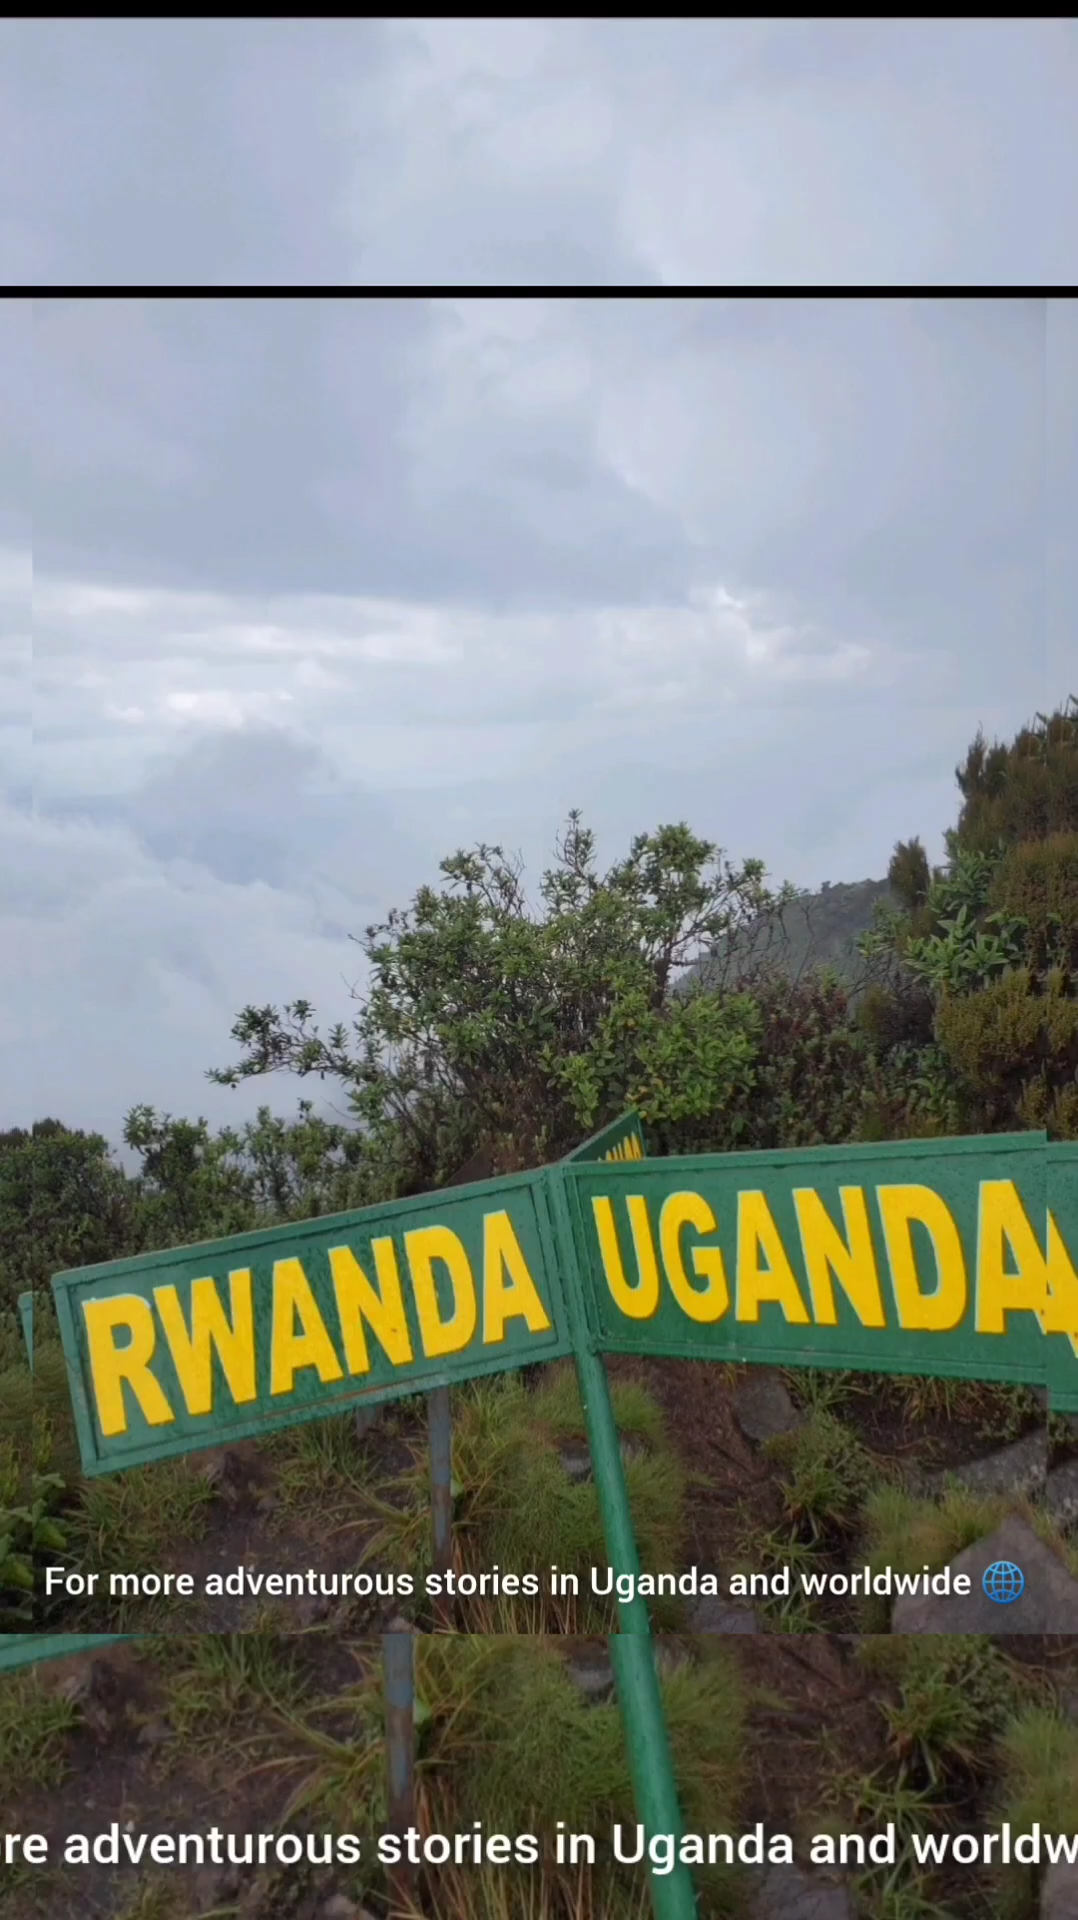 RWANDA
UGANDA
For more adventurous stories in Uganda and worldwide 🌐
re adventurous stories in Uganda and worldw